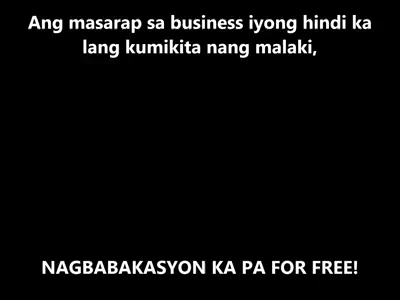 Ang masarap sa business iyong hindi ka
lang kumikita nang malaki,
NAGBABAKASYON KA PA FOR FREE!